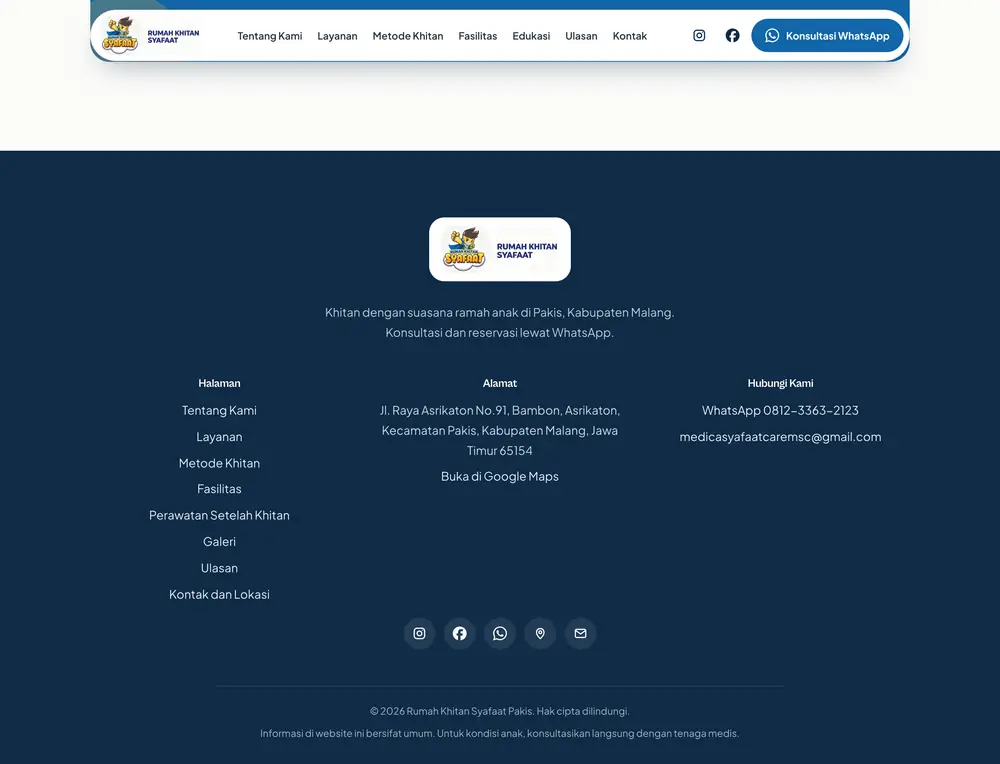 SYAFAAT
RUMAH KHITAN
SYAFAAT
Tentang Kami
Layanan
Metode Khitan
Fasilitas
Edukasi
Ulasan
Kontak
Konsultasi WhatsApp
RUMAH KHITAN
SYAFAAT
RUMAH KHITAN
SYAFAAT
Khitan dengan suasana ramah anak di Pakis, Kabupaten Malang.
Konsultasi dan reservasi lewat WhatsApp.
Halaman
Tentang Kami
Layanan
Metode Khitan
Fasilitas
Perawatan Setelah Khitan
Galeri
Ulasan
Kontak dan Lokasi
Alamat
Jl. Raya Asrikaton No.91, Bambon, Asrikaton,
Kecamatan Pakis, Kabupaten Malang, Jawa
Timur 65154
Buka di Google Maps
Hubungi Kami
WhatsApp 0812-3363-2123
medicasyafaatcaremsc@gmail.com
© 2026 Rumah Khitan Syafaat Pakis. Hak cipta dilindungi.
Informasi di website ini bersifat umum. Untuk kondisi anak, konsultasikan langsung dengan tenaga medis.